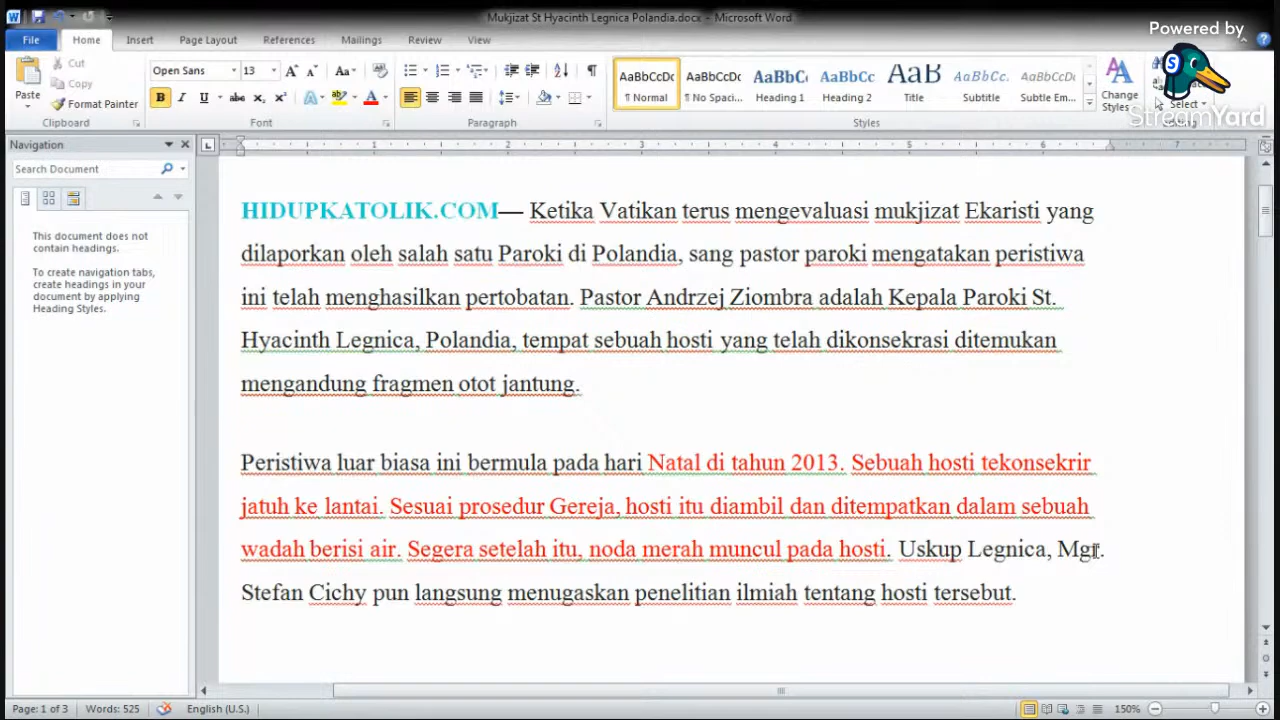 Mukjizat St Hyacinth Legnica Polandia.docx - Microsoft Word
Powered by
StreamYard
File Home Insert Page Layout References Mailings Review View
Cut
Copy
Paste
Format Painter
Clipboard
Open Sans 13
Font
Paragraph
AaBbCcDc AaBbCcDc AaBbC AaBbCc AaB AaBbCcI AaBbCcDc
¶ Normal ¶ No Spaci... Heading 1 Heading 2 Title Subtitle Subtle Em...
Change Styles
Styles
Select
Navigation
Search Document
This document does not
contain headings.
To create navigation tabs,
create headings in your
document by applying
Heading Styles.
1 2 3 4 5 6 7
HIDUPKATOLIK.COM— Ketika Vatikan terus mengevaluasi mukjizat Ekaristi yang
dilaporkan oleh salah satu Paroki di Polandia, sang pastor paroki mengatakan peristiwa
ini telah menghasilkan pertobatan. Pastor Andrzej Ziombra adalah Kepala Paroki St.
Hyacinth Legnica, Polandia, tempat sebuah hosti yang telah dikonsekrasi ditemukan
mengandung fragmen otot jantung.
Peristiwa luar biasa ini bermula pada hari Natal di tahun 2013. Sebuah hosti tekonsekrir
jatuh ke lantai. Sesuai prosedur Gereja, hosti itu diambil dan ditempatkan dalam sebuah
wadah berisi air. Segera setelah itu, noda merah muncul pada hosti. Uskup Legnica, Mgr.
Stefan Cichy pun langsung menugaskan penelitian ilmiah tentang hosti tersebut.
Page: 1 of 3 Words: 525 English (U.S.) 150%